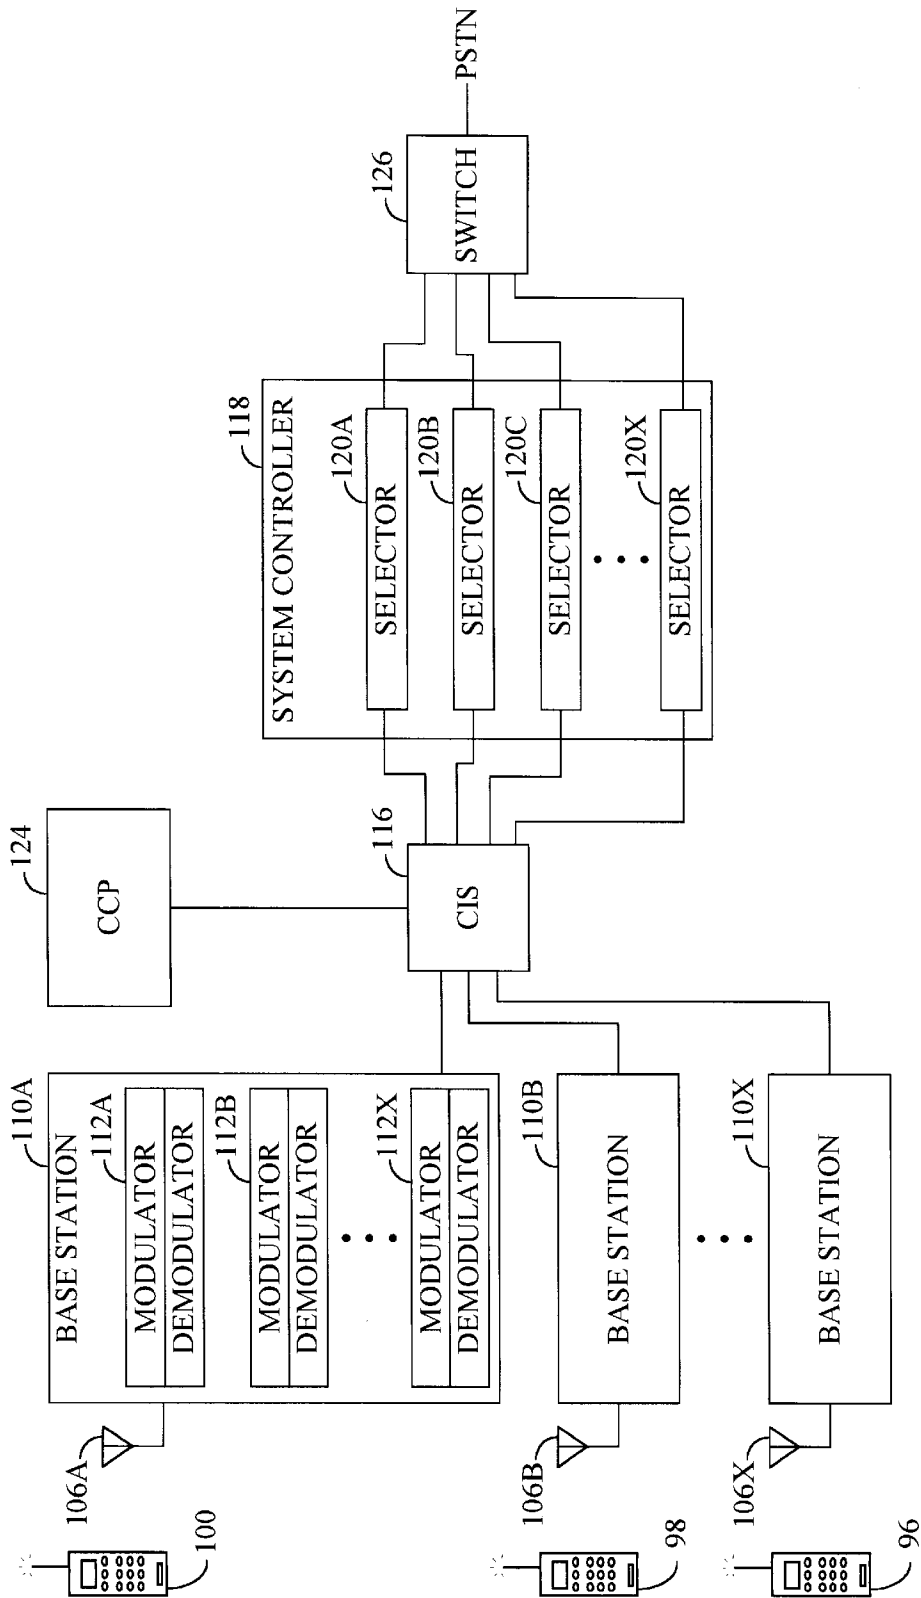 100
106A
110A
BASE STATION
112A
MODULATOR
DEMODULATOR
112B
MODULATOR
DEMODULATOR
112X
MODULATOR
DEMODULATOR
98
106B
110B
BASE STATION
96
106X
110X
BASE STATION
124
CCP
116
CIS
118
SYSTEM CONTROLLER
120A
SELECTOR
120B
SELECTOR
120C
SELECTOR
120X
SELECTOR
126
SWITCH
PSTN